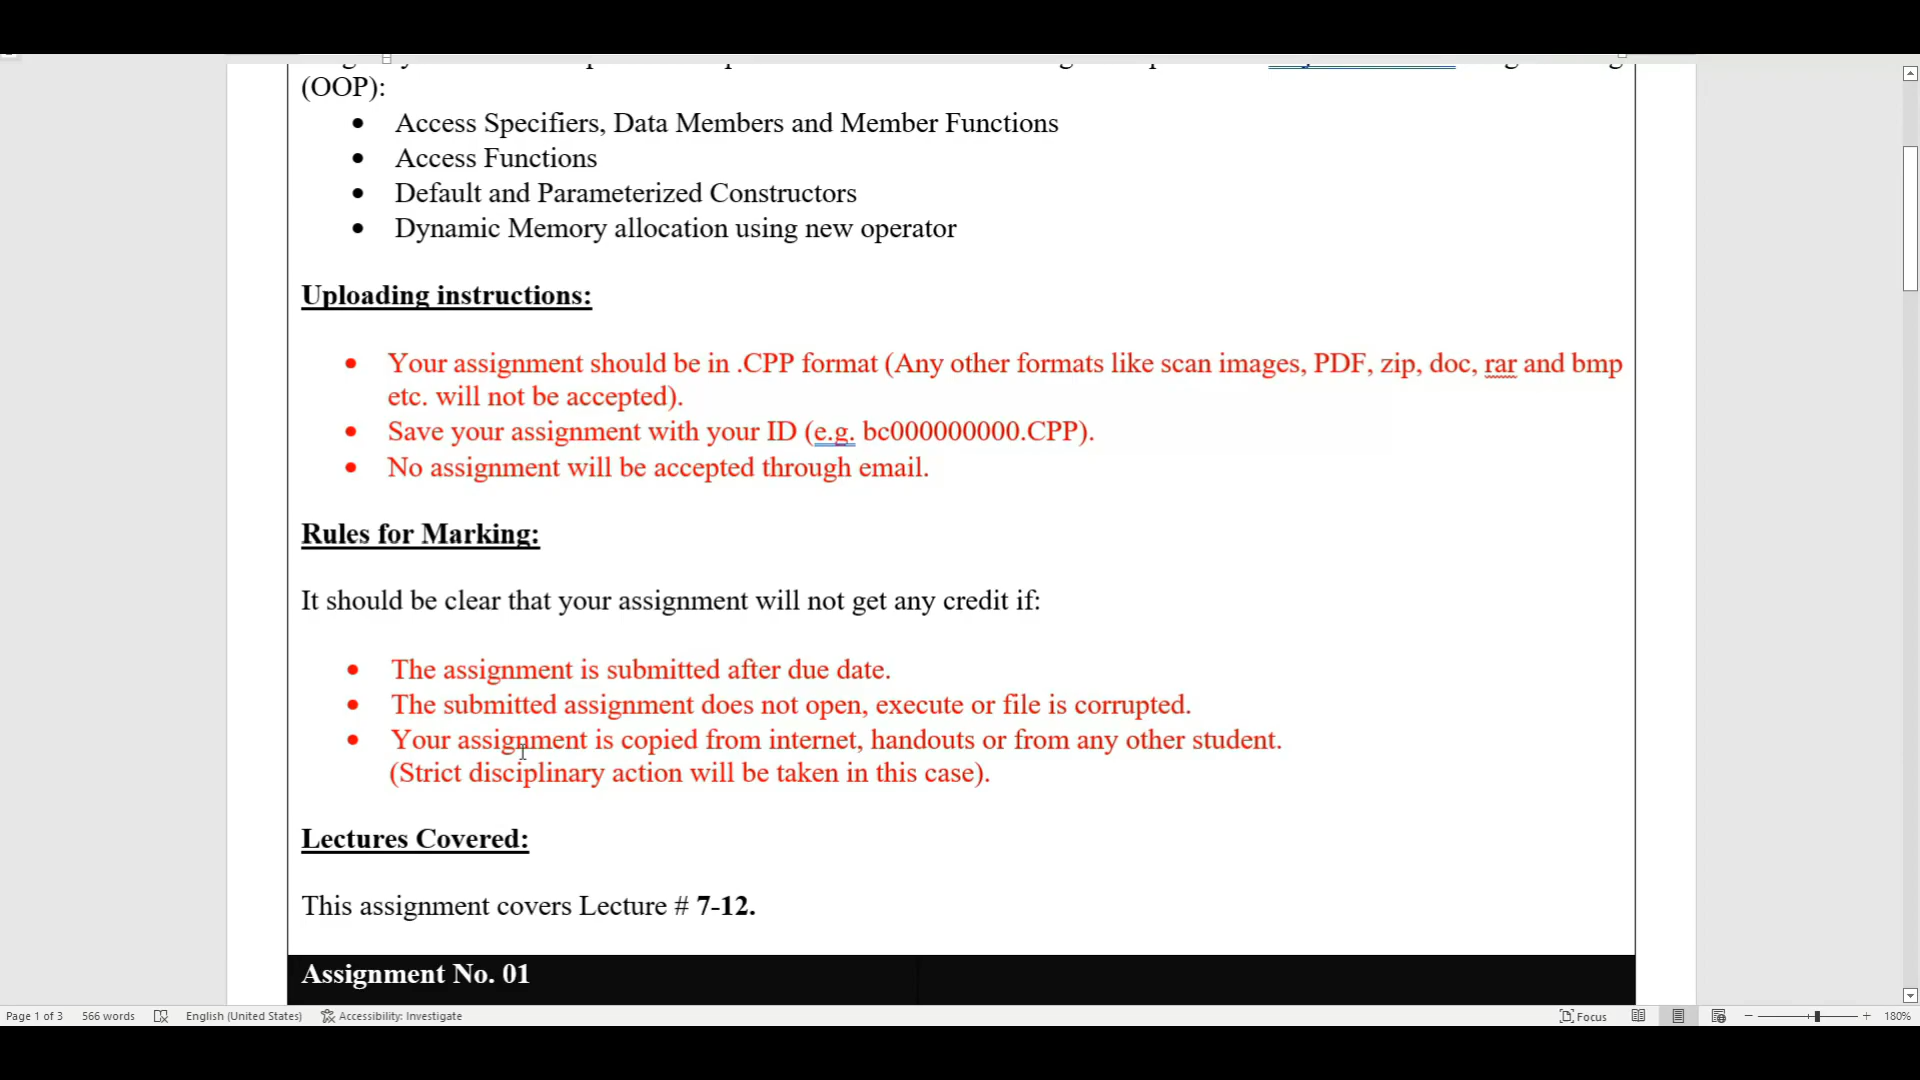 (OOP):
• Access Specifiers, Data Members and Member Functions
• Access Functions
• Default and Parameterized Constructors
• Dynamic Memory allocation using new operator
Uploading instructions:
• Your assignment should be in .CPP format (Any other formats like scan images, PDF, zip, doc, rar and bmp
etc. will not be accepted).
• Save your assignment with your ID (e.g. bc000000000.CPP).
• No assignment will be accepted through email.
Rules for Marking:
It should be clear that your assignment will not get any credit if:
• The assignment is submitted after due date.
• The submitted assignment does not open, execute or file is corrupted.
• Your assignment is copied from internet, handouts or from any other student.
(Strict disciplinary action will be taken in this case).
Lectures Covered:
This assignment covers Lecture # 7-12.
Assignment No. 01
Page 1 of 3 566 words English (United States) Accessibility: Investigate Focus 180%